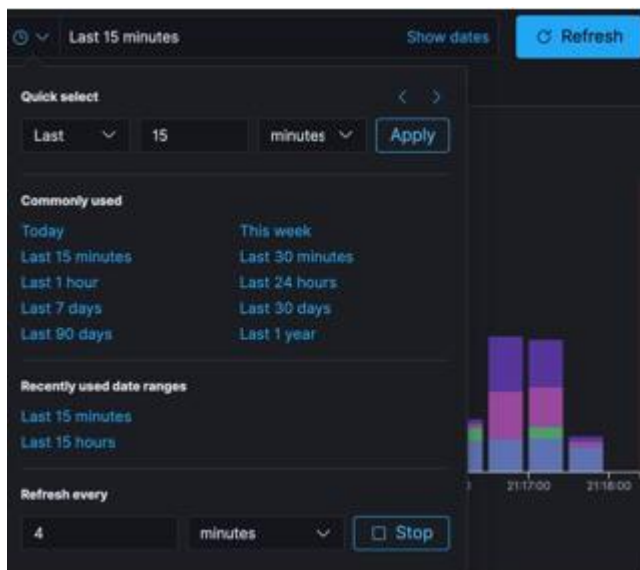 Last 15 minutes Show dates Refresh
Quick select
Last 15 minutes Apply
Commonly used
Today This week
Last 15 minutes Last 30 minutes
Last 1 hour Last 24 hours
Last 7 days Last 30 days
Last 90 days Last 1 year
Recently used date ranges
Last 15 minutes
Last 15 hours
21:17:00 21:18:00
Refresh every
4 minutes Stop